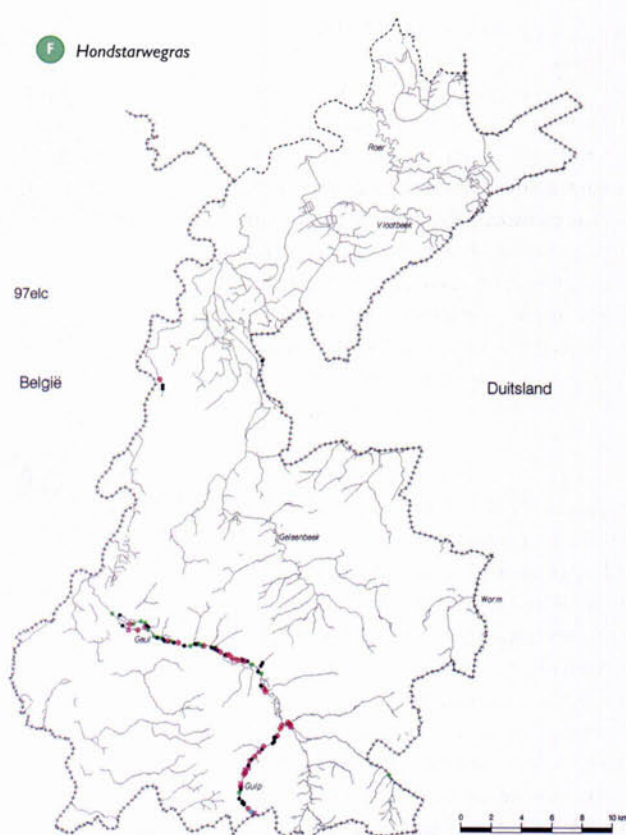 F Hondstarwegras
Roer
Vlootbeek
97elc
België
Duitsland
Geleenbeek
Worm
Geul
Gulp
0 2 4 6 8 10 km